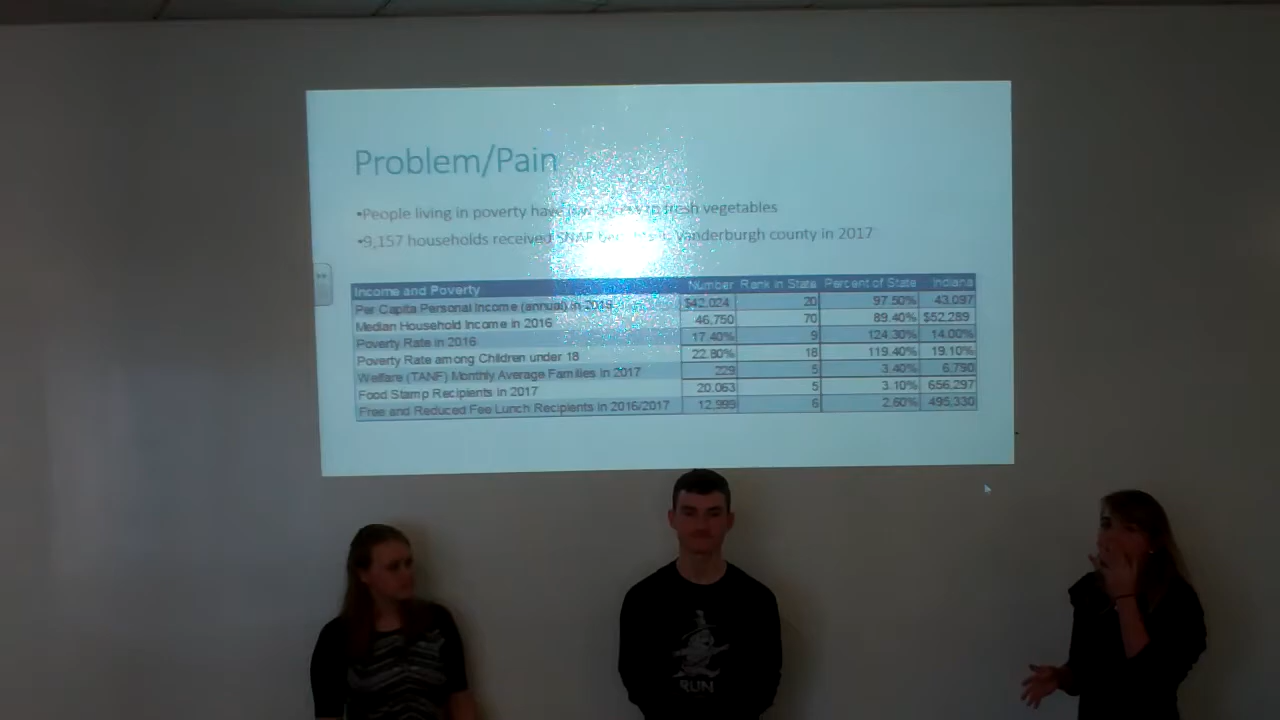 Problem/Pain
•People living in poverty have low access to fresh vegetables
•9,157 households received SNAP benefits in Vanderburgh county in 2017
Income and Poverty Number Rank in State Percent of State Indiana
Per Capita Personal Income (annual) in 2016 $42,024 20 97.50% 43,097
Median Household Income in 2016 46,750 70 89.40% $52,289
Poverty Rate in 2016 17.40% 9 124.30% 14.00%
Poverty Rate among Children under 18 22.80% 18 119.40% 19.10%
Welfare (TANF) Monthly Average Families in 2017 229 5 3.40% 6,790
Food Stamp Recipients in 2017 20,063 5 3.10% 656,297
Free and Reduced Fee Lunch Recipients in 2016/2017 12,999 6 2.60% 495,330
RUN